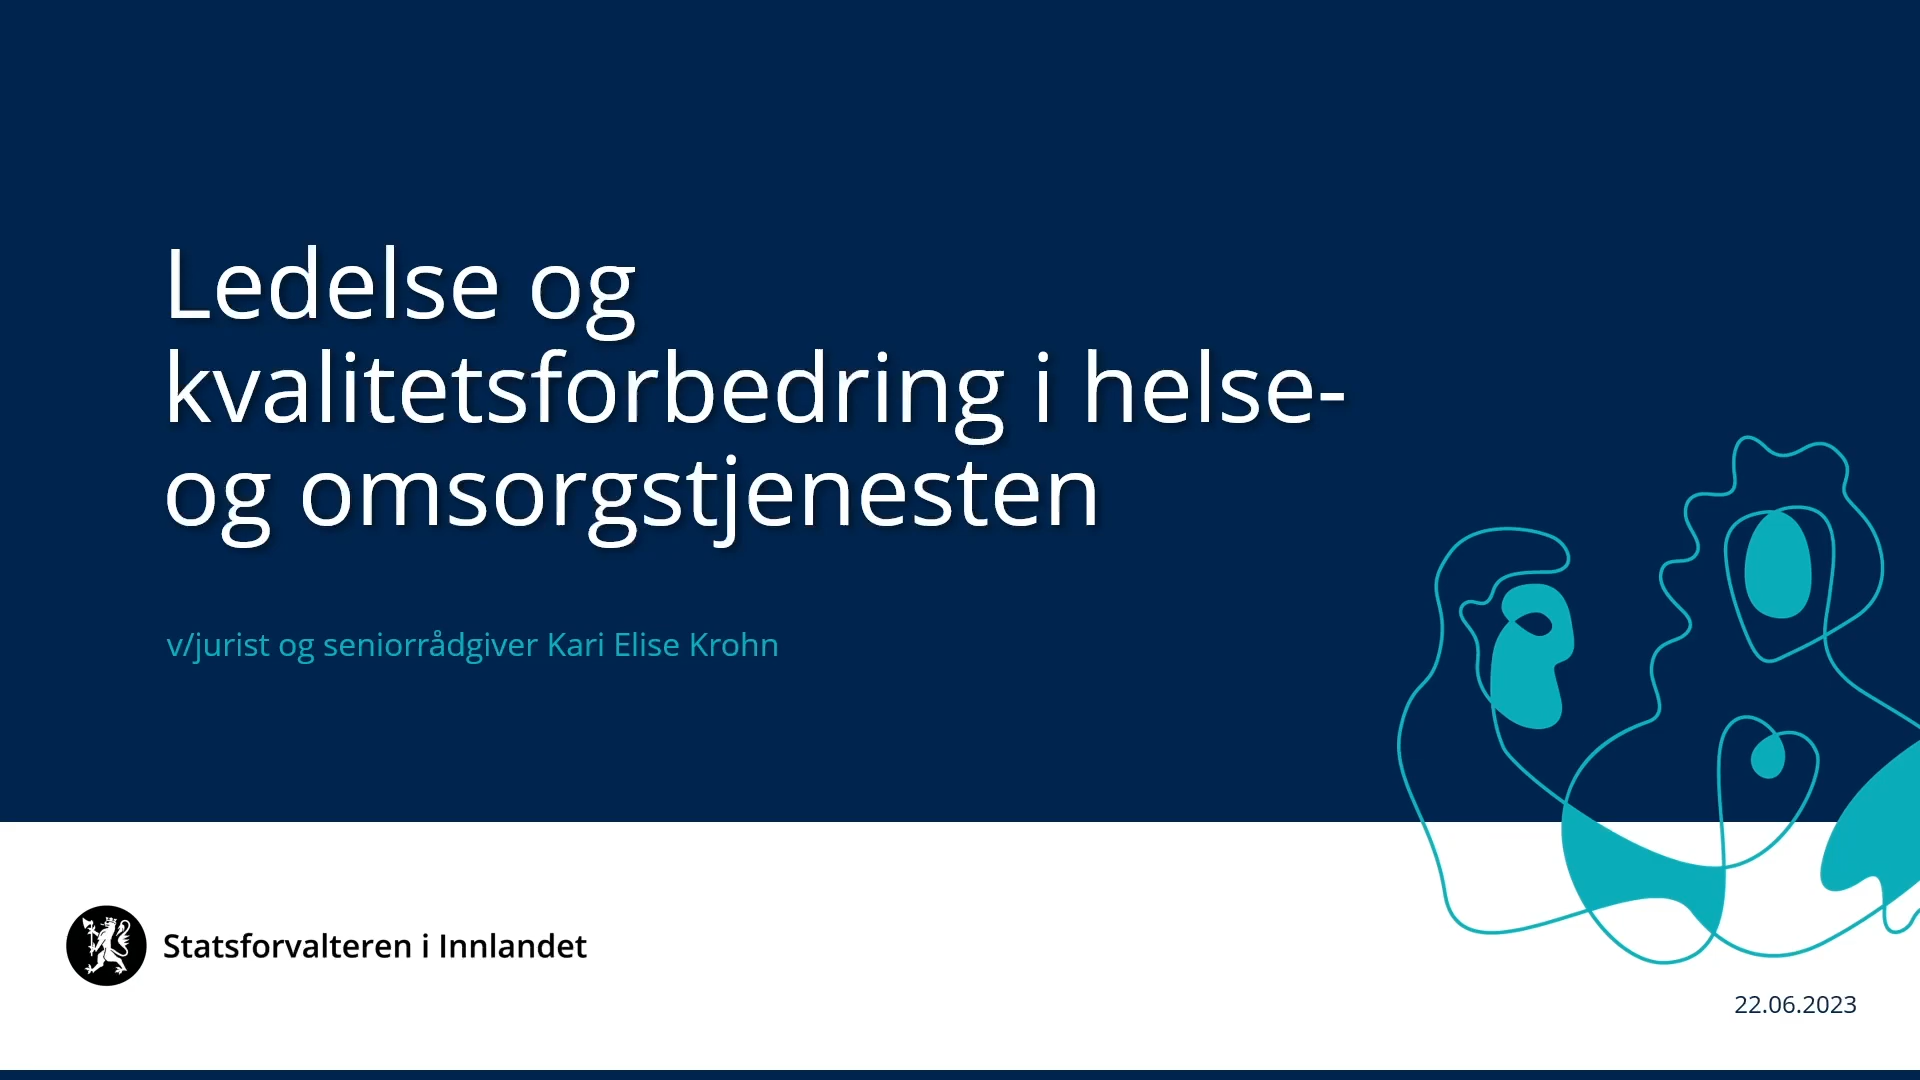 Ledelse og
kvalitetsforbedring i helse-
og omsorgstjenesten
v/jurist og seniorrådgiver Kari Elise Krohn
Statsforvalteren i Innlandet
22.06.2023